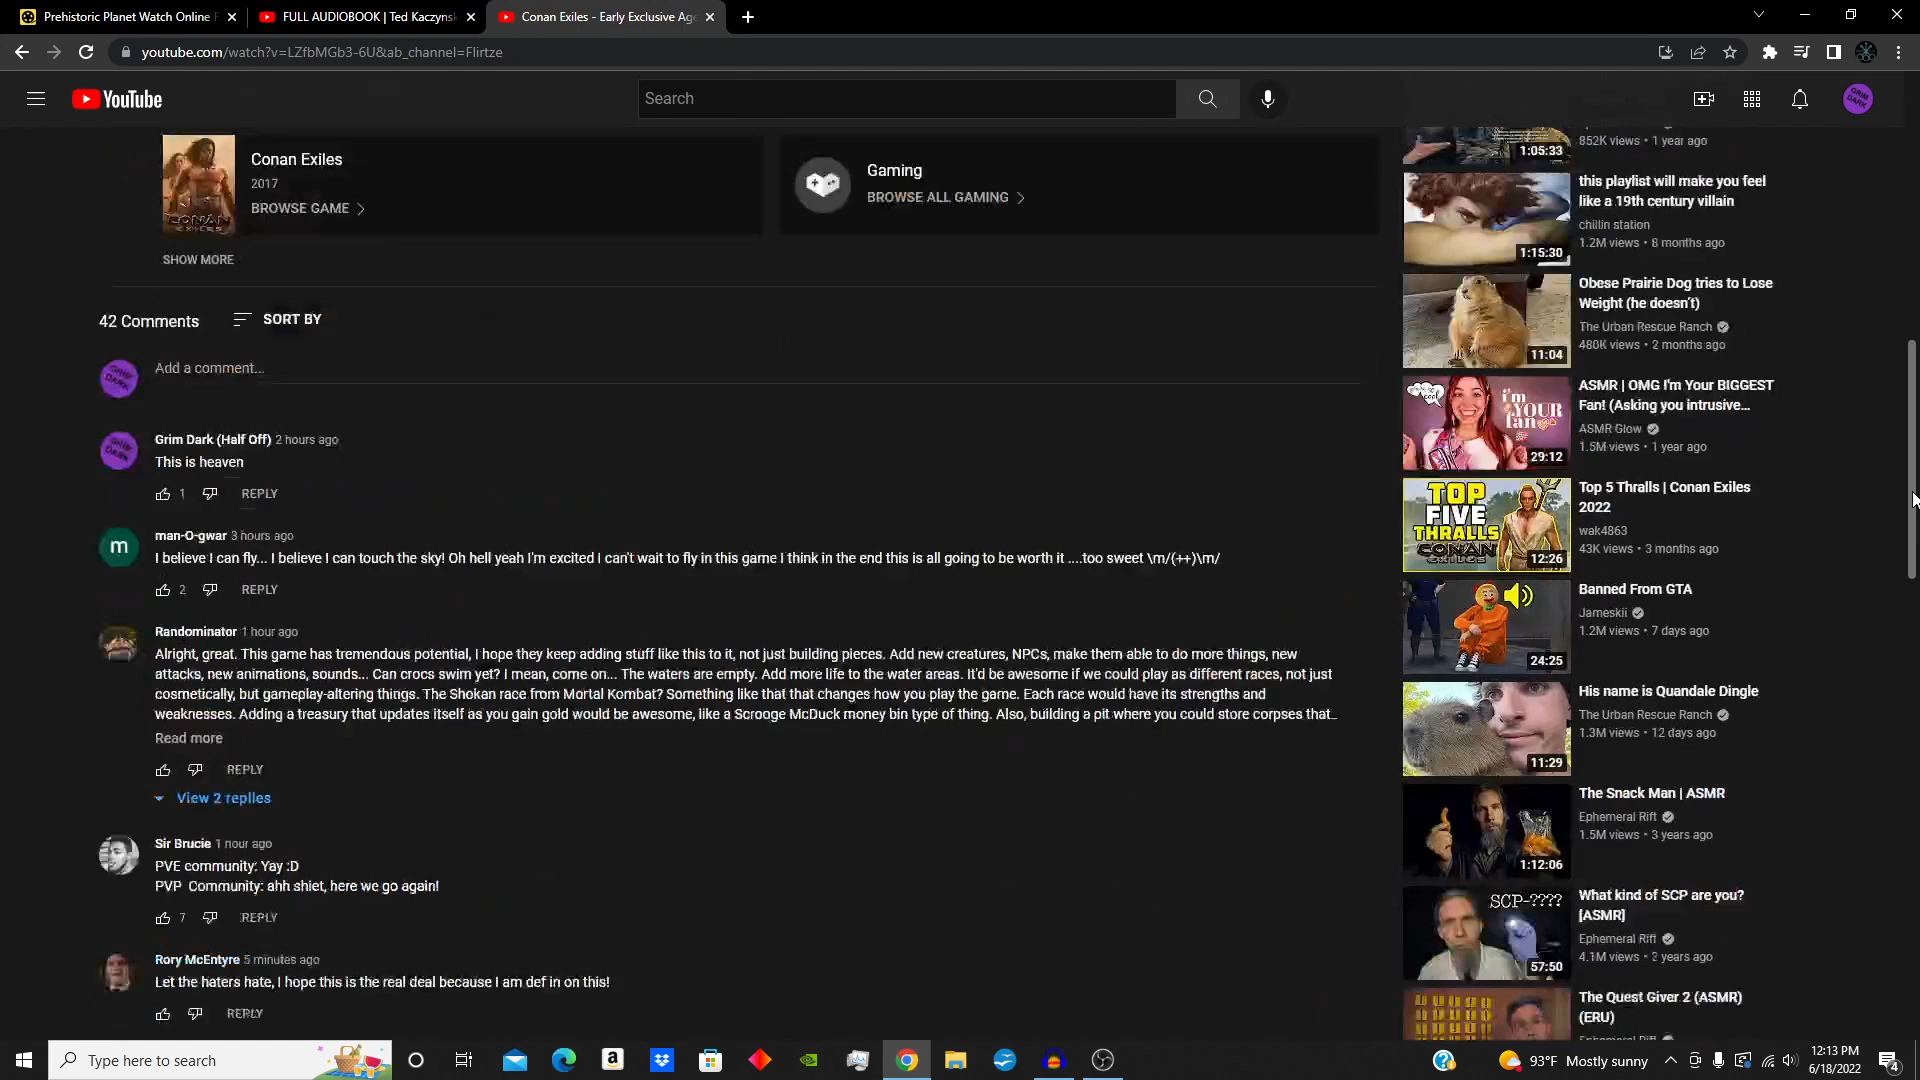 Prehistoric Planet Watch Online F
FULL AUDIOBOOK | Ted Kaczynsk
Conan Exiles - Early Exclusive Age
youtube.com/watch?v=LZfbMGb3-6U&ab_channel=Flirtze
YouTube
Search
GRIM DARK
Conan Exiles
2017
BROWSE GAME
CONAN EXILES
Gaming
BROWSE ALL GAMING
SHOW MORE
42 Comments
SORT BY
Add a comment...
Grim Dark (Half Off) 2 hours ago
This is heaven
1 REPLY
m
man-O-gwar 3 hours ago
I believe I can fly... I believe I can touch the sky! Oh hell yeah I'm excited I can't wait to fly in this game I think in the end this is all going to be worth it ....too sweet \m/(++)\m/
2 REPLY
Randominator 1 hour ago
Alright, great. This game has tremendous potential, I hope they keep adding stuff like this to it, not just building pieces. Add new creatures, NPCs, make them able to do more things, new
attacks, new animations, sounds... Can crocs swim yet? I mean, come on... The waters are empty. Add more life to the water areas. It'd be awesome if we could play as different races, not just
cosmetically, but gameplay-altering things. The Shokan race from Mortal Kombat? Something like that that changes how you play the game. Each race would have its strengths and
weaknesses. Adding a treasury that updates itself as you gain gold would be awesome, like a Scrooge McDuck money bin type of thing. Also, building a pit where you could store corpses that...
Read more
REPLY
View 2 replies
Sir Brucie 1 hour ago
PVE community: Yay :D
PVP Community: ahh shiet, here we go again!
7 REPLY
Rory McEntyre 5 minutes ago
Let the haters hate, I hope this is the real deal because I am def in on this!
REPLY
852K views • 1 year ago
1:05:33
this playlist will make you feel
like a 19th century villain
chillin station
1.2M views • 8 months ago
1:15:30
Obese Prairie Dog tries to Lose
Weight (he doesn't)
The Urban Rescue Ranch
480K views • 2 months ago
11:04
ASMR | OMG I'm Your BIGGEST
Fan! (Asking you intrusive...
ASMR Glow
1.5M views • 1 year ago
i'm YOUR fan
29:12
Top 5 Thralls | Conan Exiles
2022
wak4863
43K views • 3 months ago
TOP FIVE THRALLS CONAN EXILES
12:26
Banned From GTA
Jameskii
1.2M views • 7 days ago
24:25
His name is Quandale Dingle
The Urban Rescue Ranch
1.3M views • 12 days ago
11:29
The Snack Man | ASMR
Ephemeral Rift
1.5M views • 3 years ago
1:12:06
What kind of SCP are you?
[ASMR]
Ephemeral Rift
4.1M views • 2 years ago
SCP-????
57:50
The Quest Giver 2 (ASMR)
(ERU)
Type here to search
93°F Mostly sunny
12:13 PM
6/18/2022
4